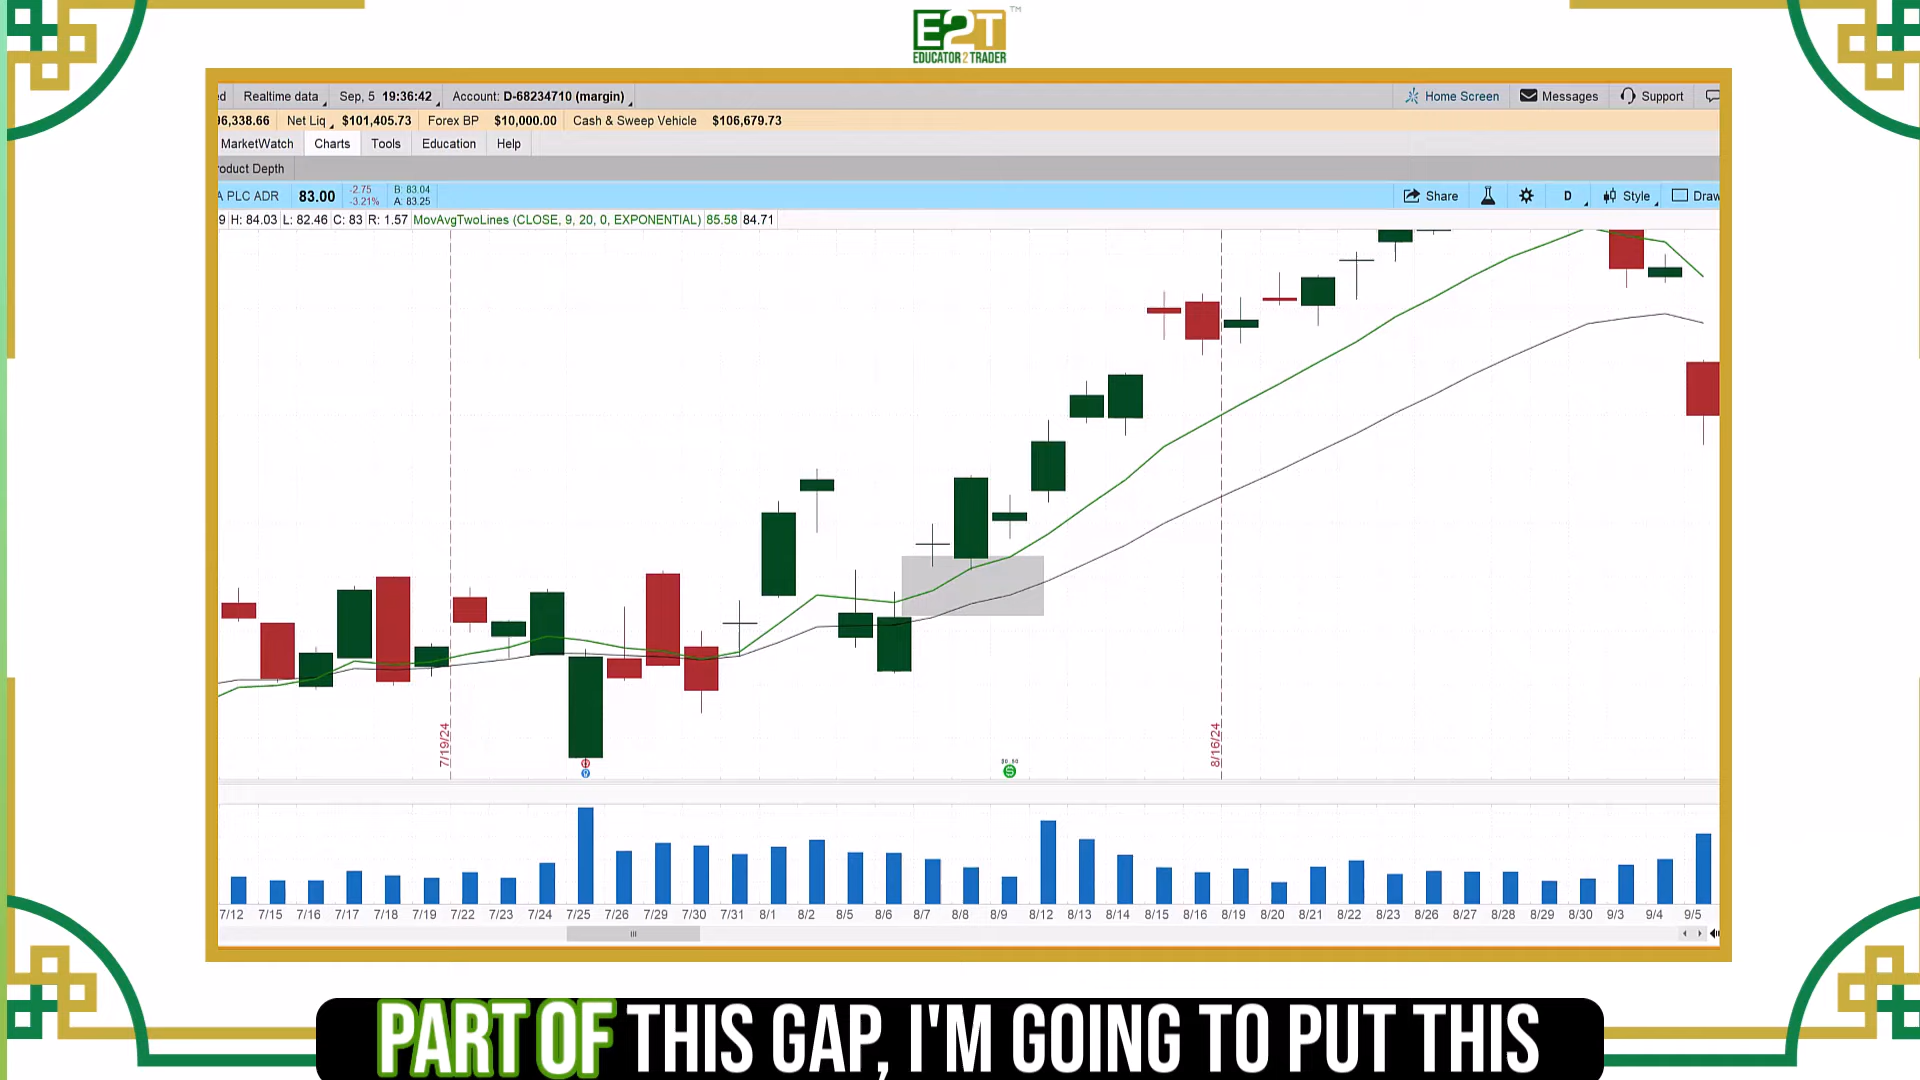 E2T TM
EDUCATOR2TRADER
ed Realtime data Sep, 5 19:36:42 Account: D-68234710 (margin) Home Screen Messages Support
6,338.66 Net Liq $101,405.73 Forex BP $10,000.00 Cash & Sweep Vehicle $106,679.73
MarketWatch Charts Tools Education Help
roduct Depth
A PLC ADR 83.00 -2.75 B: 83.04 Share D Style Draw
-3.21% A: 83.25
9 H: 84.03 L: 82.46 C: 83 R: 1.57 MovAvgTwoLines (CLOSE, 9, 20, 0, EXPONENTIAL) 85.58 84.71
7/19/24
8/16/24
7/12 7/15 7/16 7/17 7/18 7/19 7/22 7/23 7/24 7/25 7/26 7/29 7/30 7/31 8/1 8/2 8/5 8/6 8/7 8/8 8/9 8/12 8/13 8/14 8/15 8/16 8/19 8/20 8/21 8/22 8/23 8/26 8/27 8/28 8/29 8/30 9/3 9/4 9/5
PART OF THIS GAP, I'M GOING TO PUT THIS